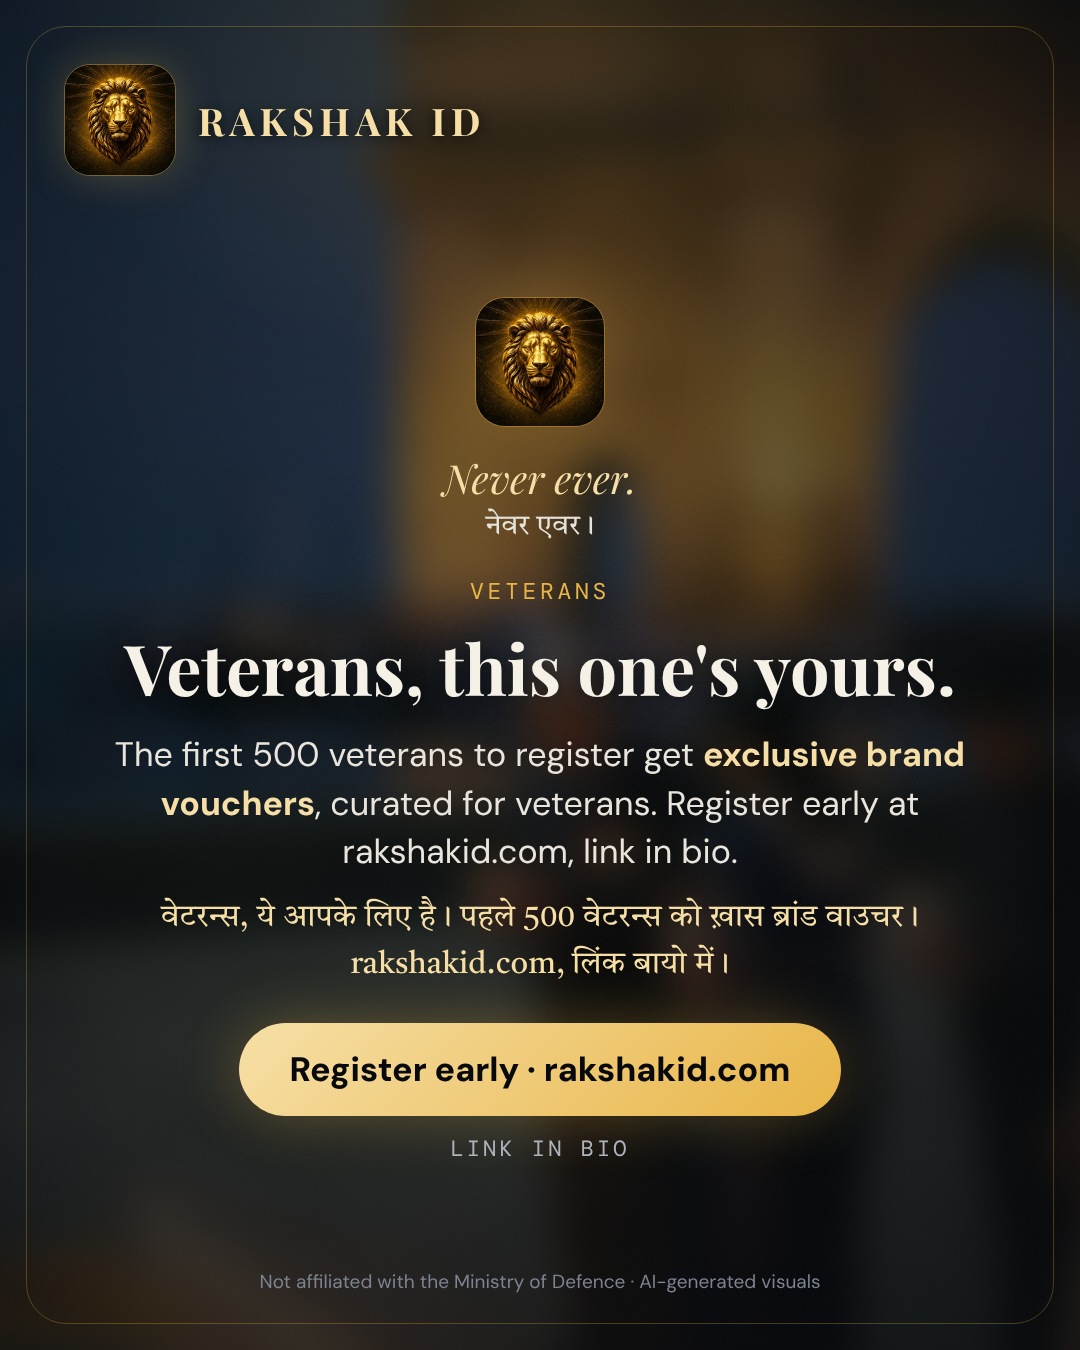 RAKSHAK ID
Never ever.
नेवर एवर।
VETERANS
Veterans, this one's yours.
The first 500 veterans to register get exclusive brand
vouchers, curated for veterans. Register early at
rakshakid.com, link in bio.
वेटरन्स, ये आपके लिए है। पहले 500 वेटरन्स को ख़ास ब्रांड वाउचर।
rakshakid.com, लिंक बायो में।
Register early · rakshakid.com
LINK IN BIO
Not affiliated with the Ministry of Defence · AI-generated visuals